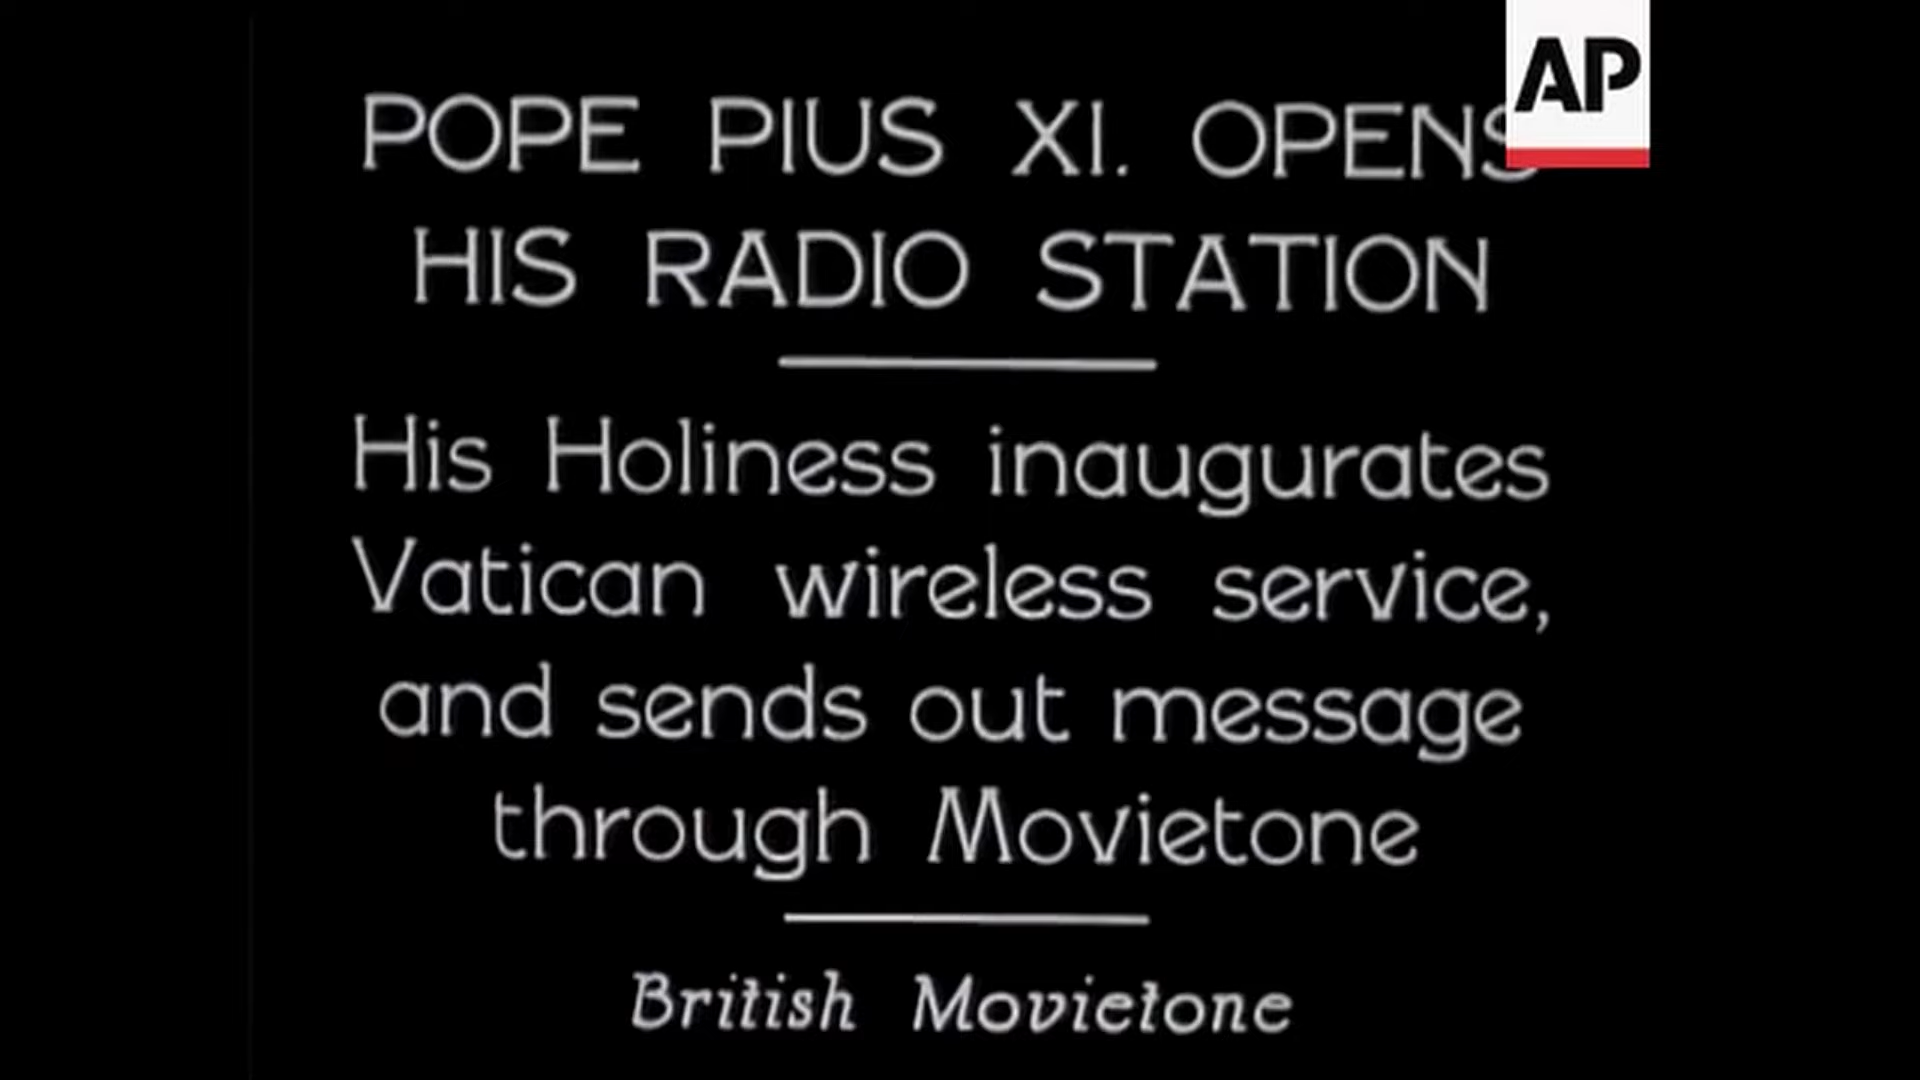 AP
POPE PIUS XI. OPENS
HIS RADIO STATION
His Holiness inaugurates
Vatican wireless service,
and sends out message
through Movietone
British Movietone